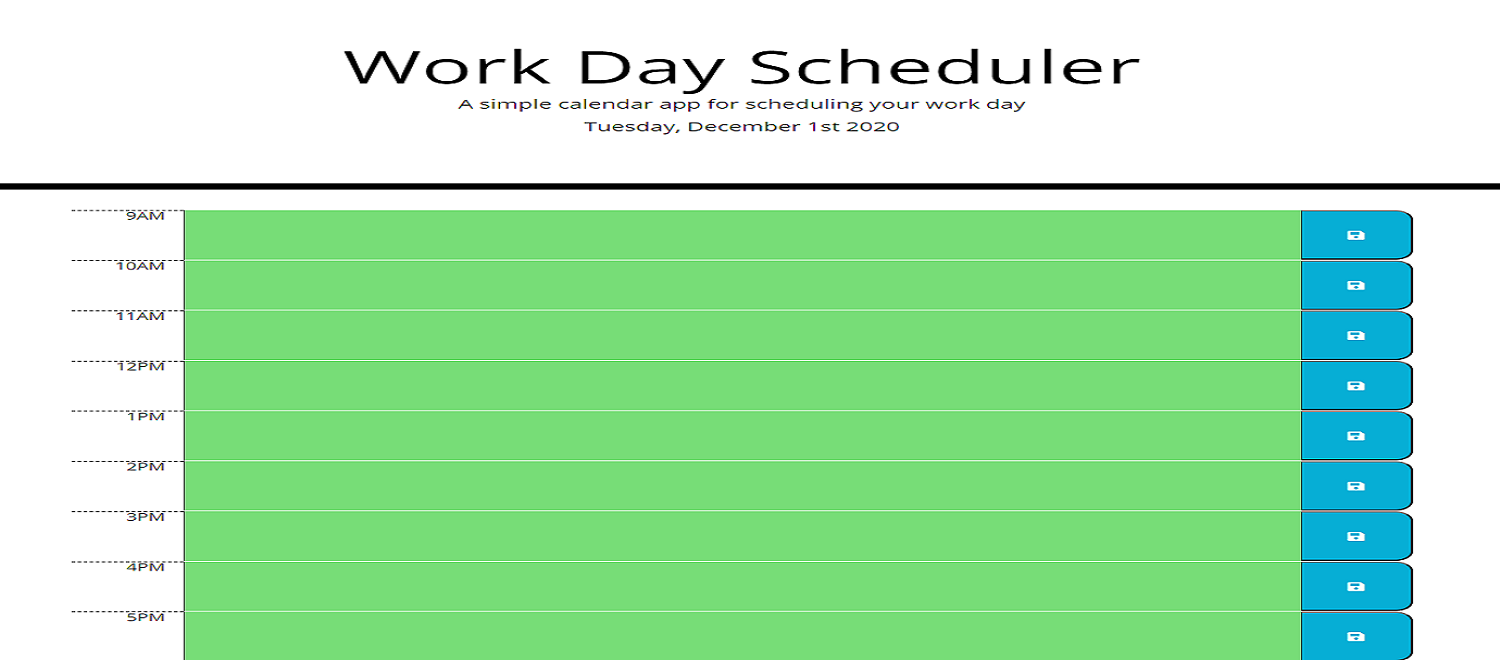 Work Day Scheduler
A simple calendar app for scheduling your work day
Tuesday, December 1st 2020
9AM
10AM
11AM
12PM
1PM
2PM
3PM
4PM
5PM